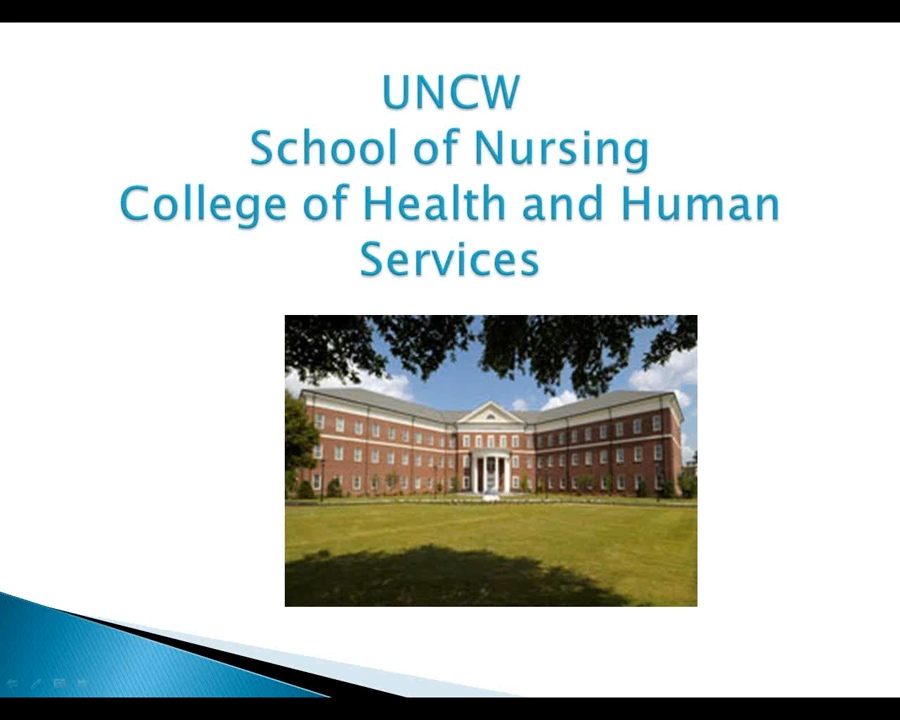 UNCW
School of Nursing
College of Health and Human
Services